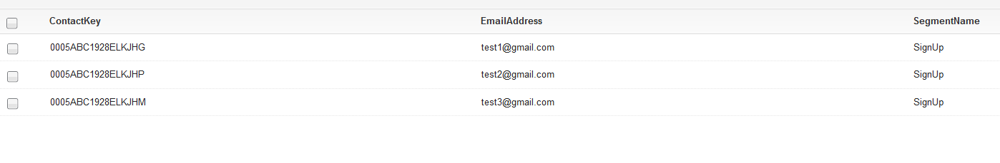 ContactKey EmailAddress SegmentName
0005ABC1928ELKJHG test1@gmail.com SignUp
0005ABC1928ELKJHP test2@gmail.com SignUp
0005ABC1928ELKJHM test3@gmail.com SignUp